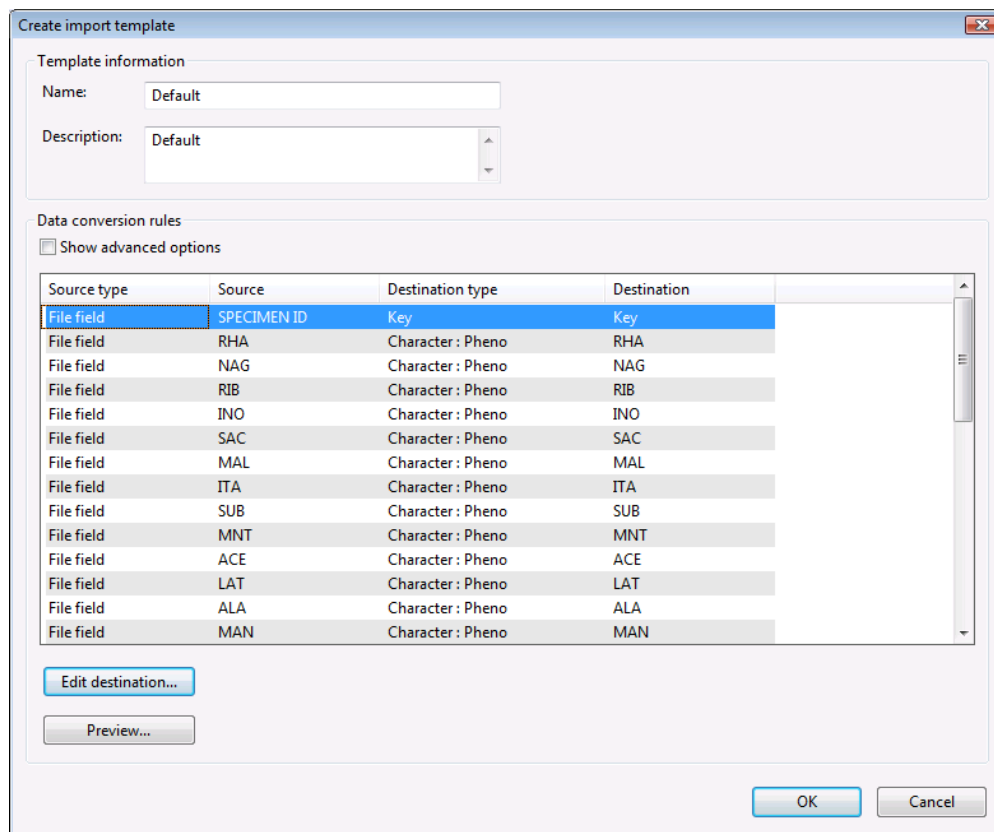 Create import template
Template information
Name: Default
Description: Default
Data conversion rules
Show advanced options
Source type Source Destination type Destination
File field SPECIMEN ID Key Key
File field RHA Character : Pheno RHA
File field NAG Character : Pheno NAG
File field RIB Character : Pheno RIB
File field INO Character : Pheno INO
File field SAC Character : Pheno SAC
File field MAL Character : Pheno MAL
File field ITA Character : Pheno ITA
File field SUB Character : Pheno SUB
File field MNT Character : Pheno MNT
File field ACE Character : Pheno ACE
File field LAT Character : Pheno LAT
File field ALA Character : Pheno ALA
File field MAN Character : Pheno MAN
Edit destination...
Preview...
OK Cancel